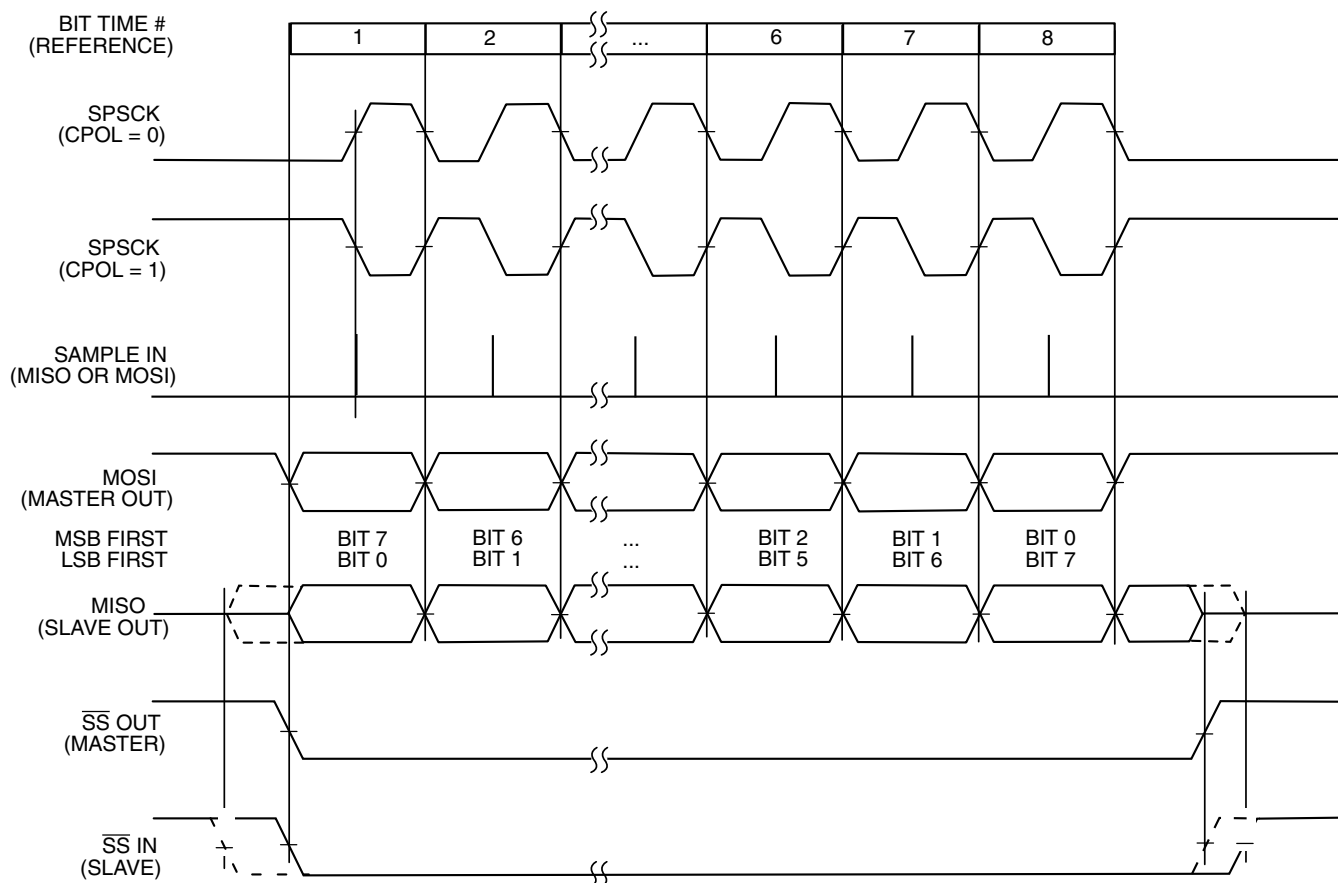 BIT TIME #
(REFERENCE)
1 2 ... 6 7 8
SPSCK
(CPOL = 0)
SPSCK
(CPOL = 1)
SAMPLE IN
(MISO OR MOSI)
MOSI
(MASTER OUT)
MSB FIRST BIT 7 BIT 6 ... BIT 2 BIT 1 BIT 0
LSB FIRST BIT 0 BIT 1 ... BIT 5 BIT 6 BIT 7
MISO
(SLAVE OUT)
S̅S̅ OUT
(MASTER)
S̅S̅ IN
(SLAVE)